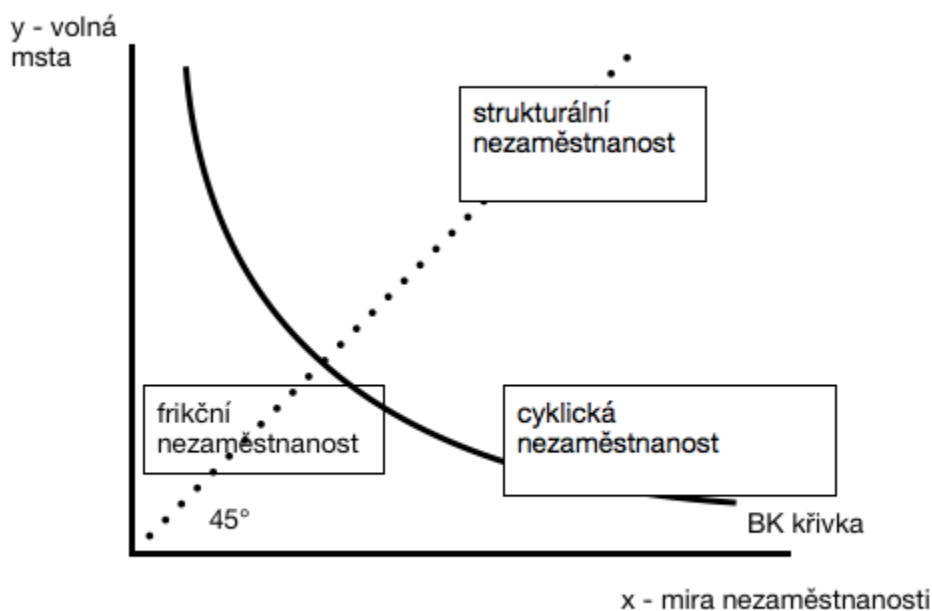 y - volná
msta
strukturální
nezaměstnanost
frikční
nezaměstnanost
cyklická
nezaměstnanost
45°
BK křivka
x - mira nezaměstnanosti